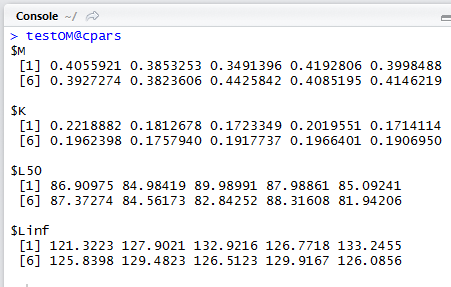 Console ~/
> testOM@cpars
$M
 [1] 0.4055921 0.3853253 0.3491396 0.4192806 0.3998488
 [6] 0.3927274 0.3823606 0.4425842 0.4085195 0.4146219
$K
 [1] 0.2218882 0.1812678 0.1723349 0.2019551 0.1714114
 [6] 0.1962398 0.1757940 0.1917737 0.1966401 0.1906950
$L50
 [1] 86.90975 84.98419 89.98991 87.98861 85.09241
 [6] 87.37274 84.56173 82.84252 88.31608 81.94206
$Linf
 [1] 121.3223 127.9021 132.9216 126.7718 133.2455
 [6] 125.8398 129.4823 126.5123 129.9167 126.0856